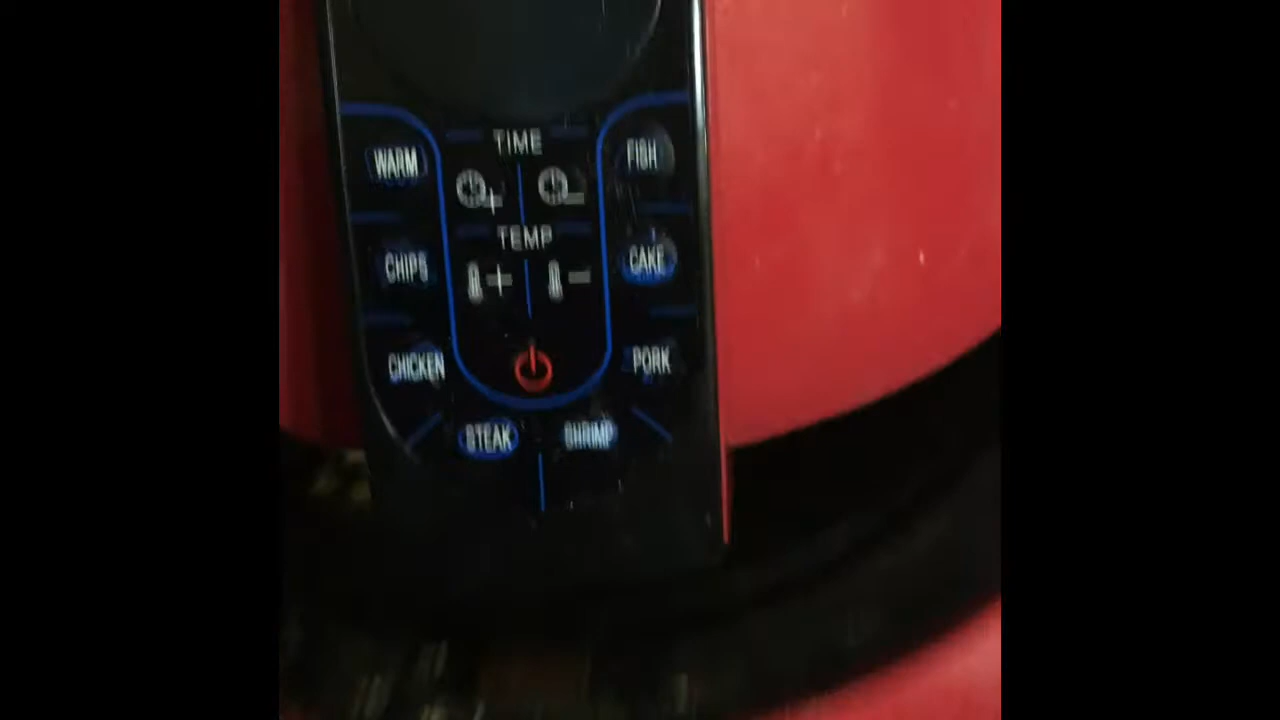 TIME
WARM
FISH
TEMP
CHIPS
CAKE
CHICKEN
PORK
STEAK
SHRIMP